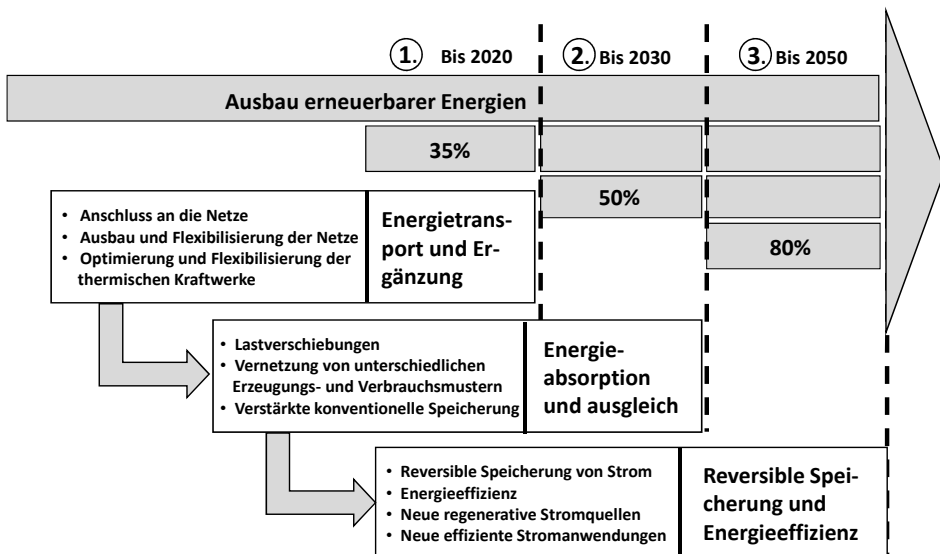 1. Bis 2020
2. Bis 2030
3. Bis 2050
Ausbau erneuerbarer Energien
35%
50%
80%
• Anschluss an die Netze
• Ausbau und Flexibilisierung der Netze
• Optimierung und Flexibilisierung der
thermischen Kraftwerke
Energietrans-
port und Er-
gänzung
• Lastverschiebungen
• Vernetzung von unterschiedlichen
Erzeugungs- und Verbrauchsmustern
• Verstärkte konventionelle Speicherung
Energie-
absorption
und ausgleich
• Reversible Speicherung von Strom
• Energieeffizienz
• Neue regenerative Stromquellen
• Neue effiziente Stromanwendungen
Reversible Spei-
cherung und
Energieeffizienz